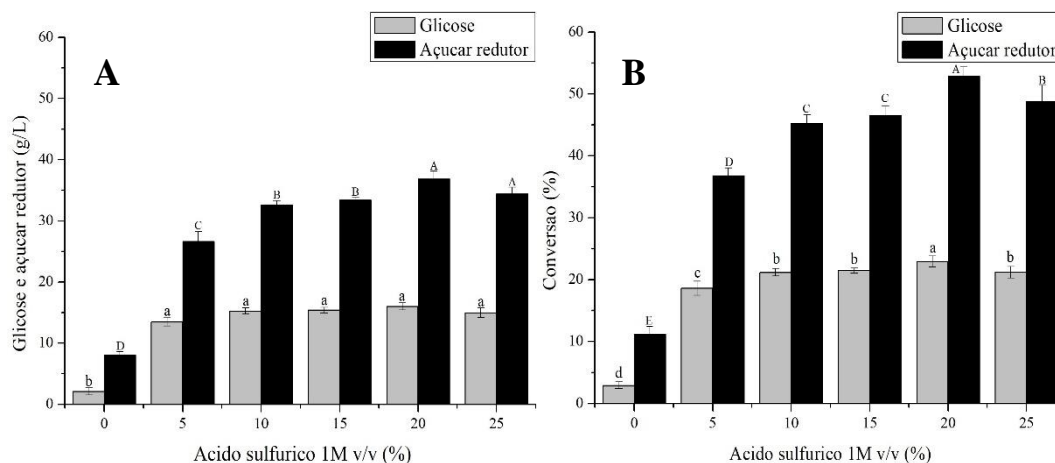 A
Glicose
Açucar redutor
Glicose e açucar redutor (g/L)
60
50
40
30
20
10
0
b
D
a
C
a
B
a
B
a
A
a
A
0 5 10 15 20 25
Acido sulfurico 1M v/v (%)
B
Glicose
Açucar redutor
Conversao (%)
60
50
40
30
20
10
0
d
E
c
D
b
C
b
C
a
A
b
B
0 5 10 15 20 25
Acido sulfurico 1M v/v (%)